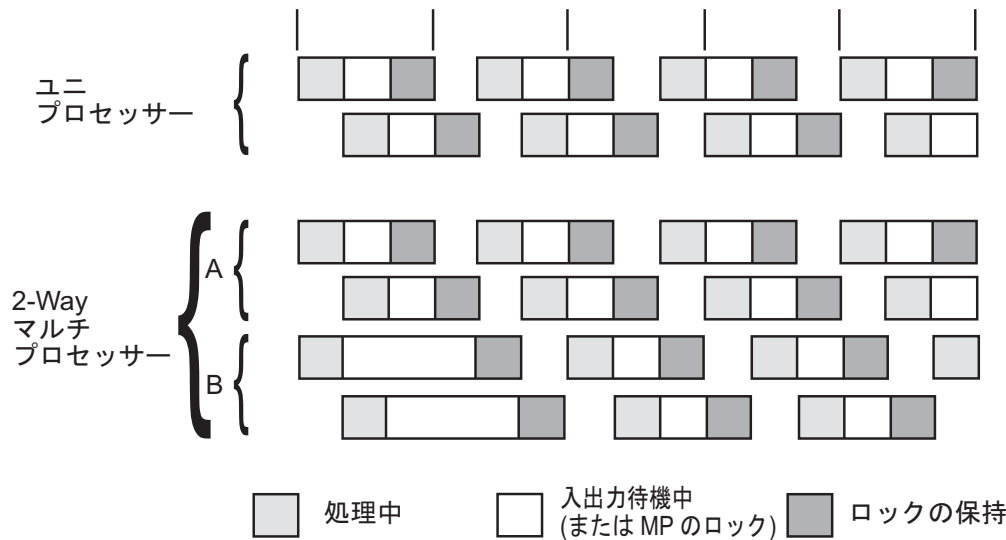 ユニ
プロセッサー
2-Way
マルチ
プロセッサー
A
B
処理中
入出力待機中
(または MP のロック)
ロックの保持